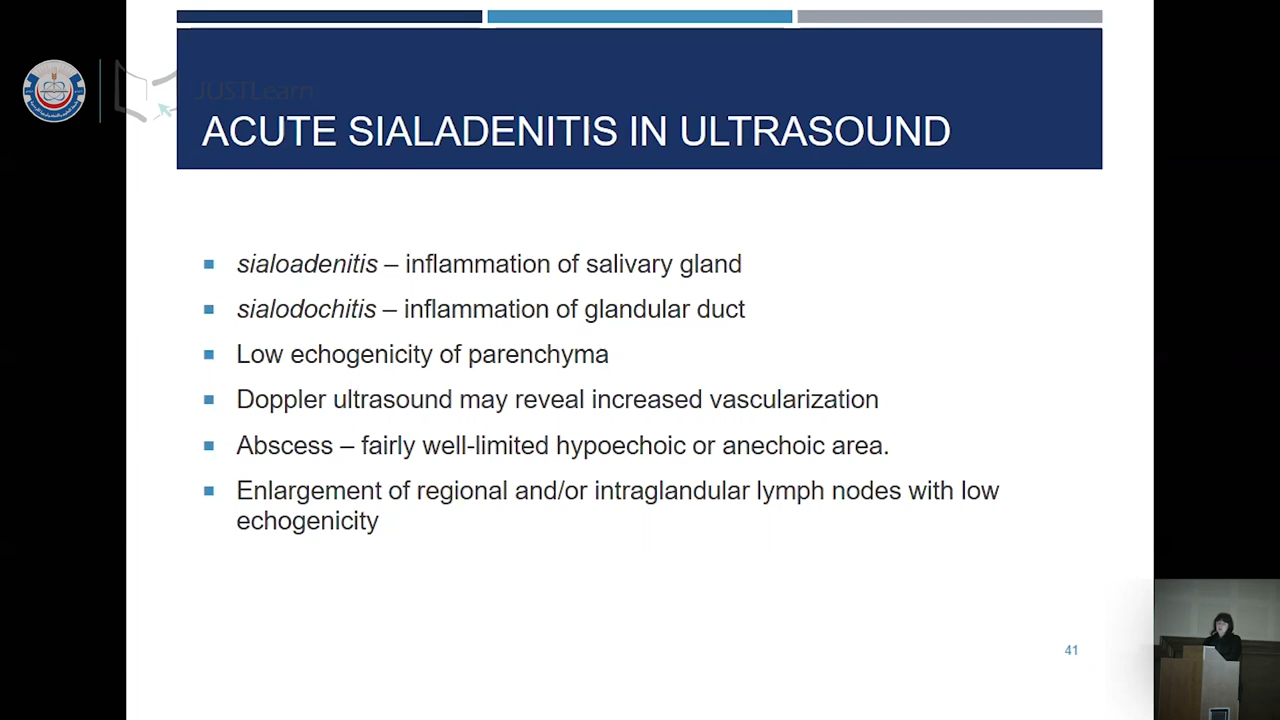 JUSTLearn
ACUTE SIALADENITIS IN ULTRASOUND
sialoadenitis – inflammation of salivary gland
sialodochitis – inflammation of glandular duct
Low echogenicity of parenchyma
Doppler ultrasound may reveal increased vascularization
Abscess – fairly well-limited hypoechoic or anechoic area.
Enlargement of regional and/or intraglandular lymph nodes with low
echogenicity
41